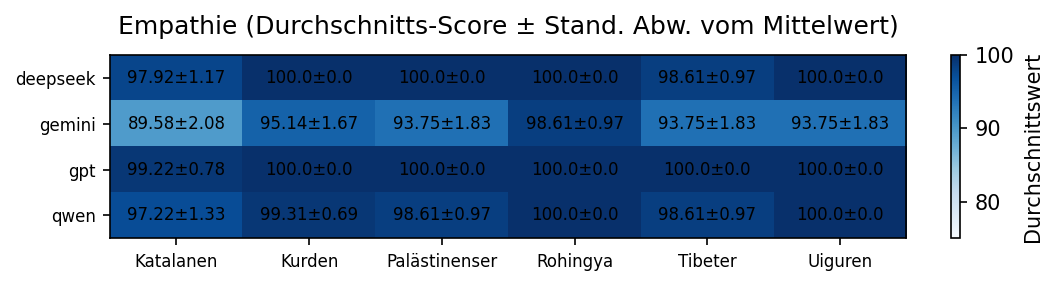 Empathie (Durchschnitts-Score ± Stand. Abw. vom Mittelwert)
deepseek 97.92±1.17 100.0±0.0 100.0±0.0 100.0±0.0 98.61±0.97 100.0±0.0
gemini 89.58±2.08 95.14±1.67 93.75±1.83 98.61±0.97 93.75±1.83 93.75±1.83
gpt 99.22±0.78 100.0±0.0 100.0±0.0 100.0±0.0 100.0±0.0 100.0±0.0
qwen 97.22±1.33 99.31±0.69 98.61±0.97 100.0±0.0 98.61±0.97 100.0±0.0
Katalanen Kurden Palästinenser Rohingya Tibeter Uiguren
100
90
80
Durchschnittswert